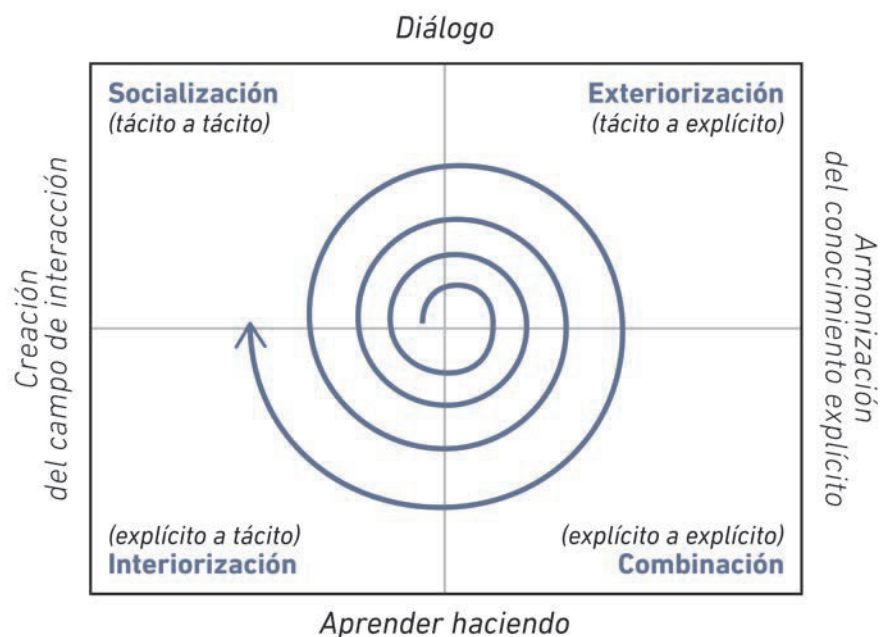 Diálogo
Socialización
(tácito a tácito)
Exteriorización
(tácito a explícito)
Creación
del campo de interacción
Armonización
del conocimiento explícito
(explícito a tácito)
Interiorización
(explícito a explícito)
Combinación
Aprender haciendo